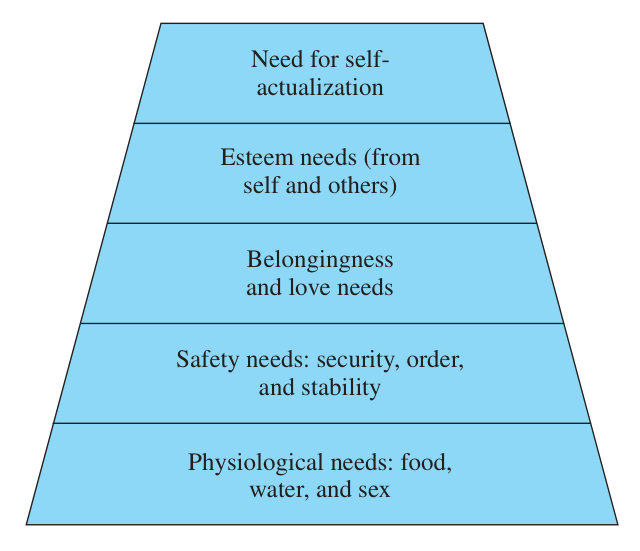 Need for self-
actualization
Esteem needs (from
self and others)
Belongingness
and love needs
Safety needs: security, order,
and stability
Physiological needs: food,
water, and sex